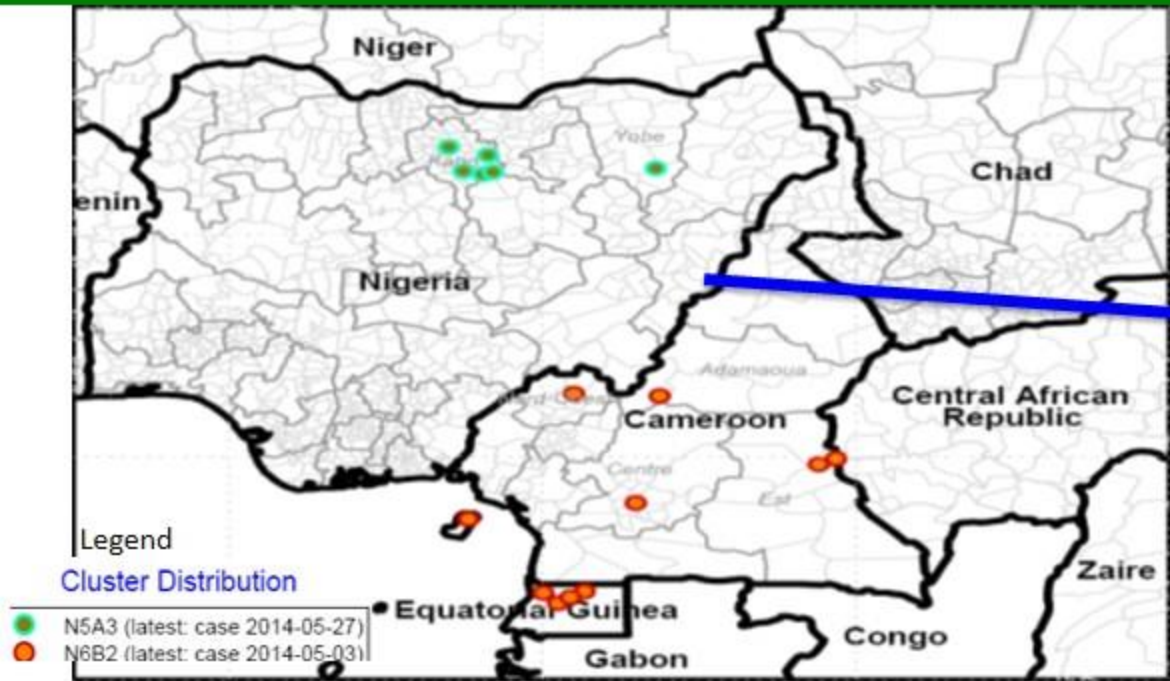 Niger
Yobe
Chad
enin
Nigeria
Adamaoua
Central African
Republic
Cameroon
Centre
Est
Legend
Cluster Distribution
Zaire
Equatorial Guinea
N5A3 (latest: case 2014-05-27)
N6B2 (latest: case 2014-05-03)
Congo
Gabon